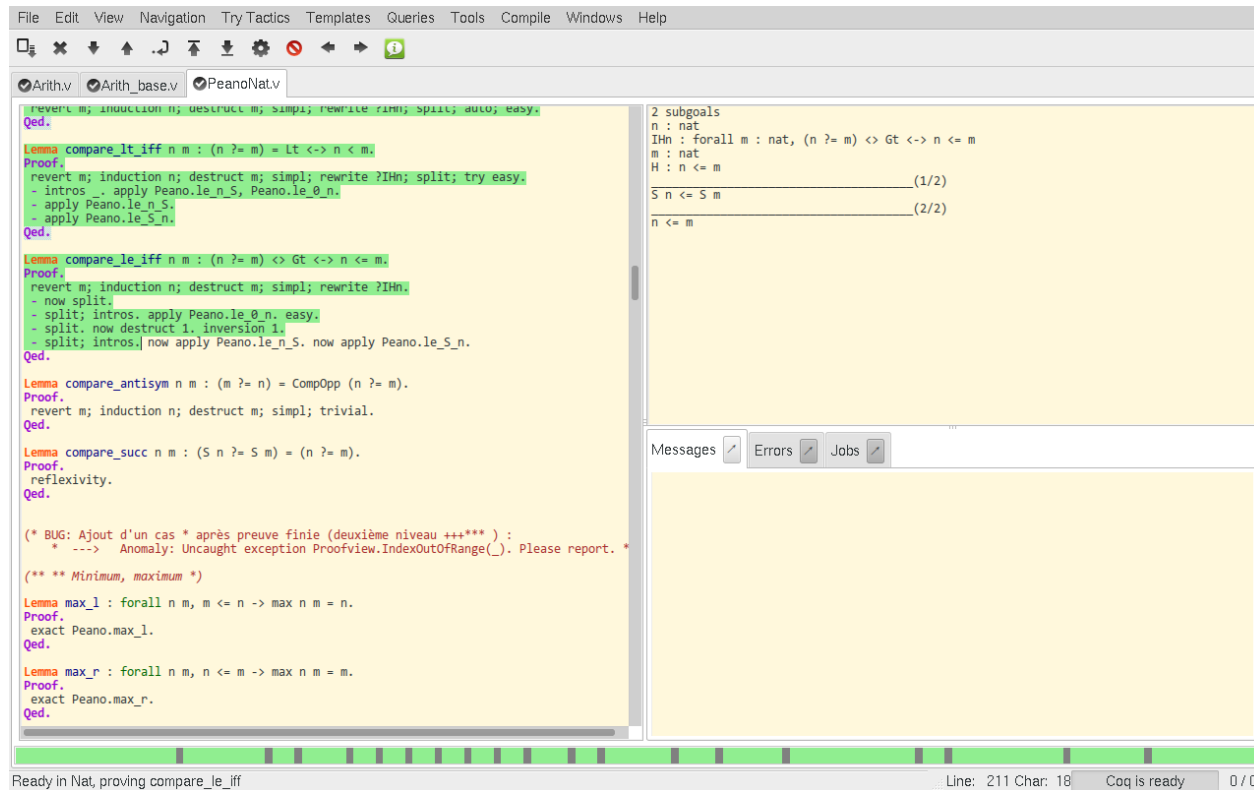 File Edit View Navigation Try Tactics Templates Queries Tools Compile Windows Help
Arith.v Arith_base.v PeanoNat.v
revert m; induction n; destruct m; simpl; rewrite ?IHn; split; auto; easy.
Qed.
Lemma compare_lt_iff n m : (n ?= m) = Lt <-> n < m.
Proof.
revert m; induction n; destruct m; simpl; rewrite ?IHn; split; try easy.
- intros _. apply Peano.le_n_S, Peano.le_0_n.
- apply Peano.le_n_S.
- apply Peano.le_S_n.
Qed.
Lemma compare_le_iff n m : (n ?= m) <> Gt <-> n <= m.
Proof.
revert m; induction n; destruct m; simpl; rewrite ?IHn.
- now split.
- split; intros. apply Peano.le_0_n. easy.
- split. now destruct 1. inversion 1.
- split; intros. now apply Peano.le_n_S. now apply Peano.le_S_n.
Qed.
Lemma compare_antisym n m : (m ?= n) = CompOpp (n ?= m).
Proof.
revert m; induction n; destruct m; simpl; trivial.
Qed.
Lemma compare_succ n m : (S n ?= S m) = (n ?= m).
Proof.
reflexivity.
Qed.
(* BUG: Ajout d'un cas * après preuve finie (deuxième niveau +++*** ) :
* ---> Anomaly: Uncaught exception Proofview.IndexOutOfRange(_). Please report. *
(** ** Minimum, maximum *)
Lemma max_l : forall n m, m <= n -> max n m = n.
Proof.
exact Peano.max_l.
Qed.
Lemma max_r : forall n m, n <= m -> max n m = m.
Proof.
exact Peano.max_r.
Qed.
2 subgoals
n : nat
IHn : forall m : nat, (n ?= m) <> Gt <-> n <= m
m : nat
H : n <= m
______________________________________(1/2)
S n <= S m
______________________________________(2/2)
n <= m
Messages Errors Jobs
Ready in Nat, proving compare_le_iff Line: 211 Char: 18 Coq is ready 0 / 0